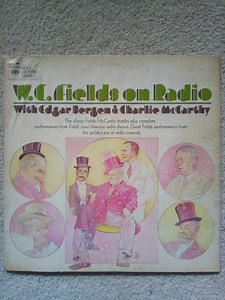 W.C. Fields on Radio
With Edgar Bergen & Charlie McCarthy
The classic Fields-McCarthy battles plus complete
performances from Fields' own hilarious radio shows. Great Fields performances from
the golden era of radio comedy.